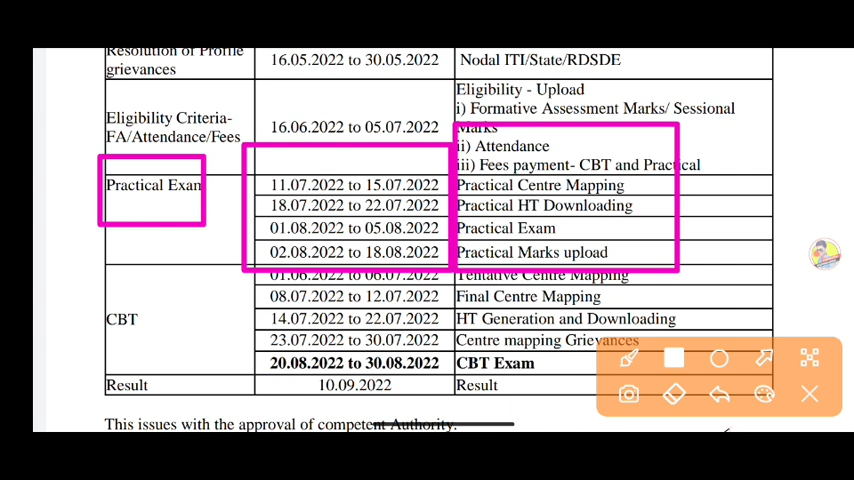 Resolution of Profile
grievances
16.05.2022 to 30.05.2022
Nodal ITI/State/RDSDE
Eligibility Criteria-
FA/Attendance/Fees
16.06.2022 to 05.07.2022
Eligibility - Upload
i) Formative Assessment Marks/ Sessional
Marks
ii) Attendance
iii) Fees payment- CBT and Practical
Practical Exam
11.07.2022 to 15.07.2022 Practical Centre Mapping
18.07.2022 to 22.07.2022 Practical HT Downloading
01.08.2022 to 05.08.2022 Practical Exam
02.08.2022 to 18.08.2022 Practical Marks upload
CBT
01.06.2022 to 06.07.2022 Tentative Centre Mapping
08.07.2022 to 12.07.2022 Final Centre Mapping
14.07.2022 to 22.07.2022 HT Generation and Downloading
23.07.2022 to 30.07.2022 Centre mapping Grievances
20.08.2022 to 30.08.2022 CBT Exam
Result 10.09.2022 Result
This issues with the approval of competent Authority.